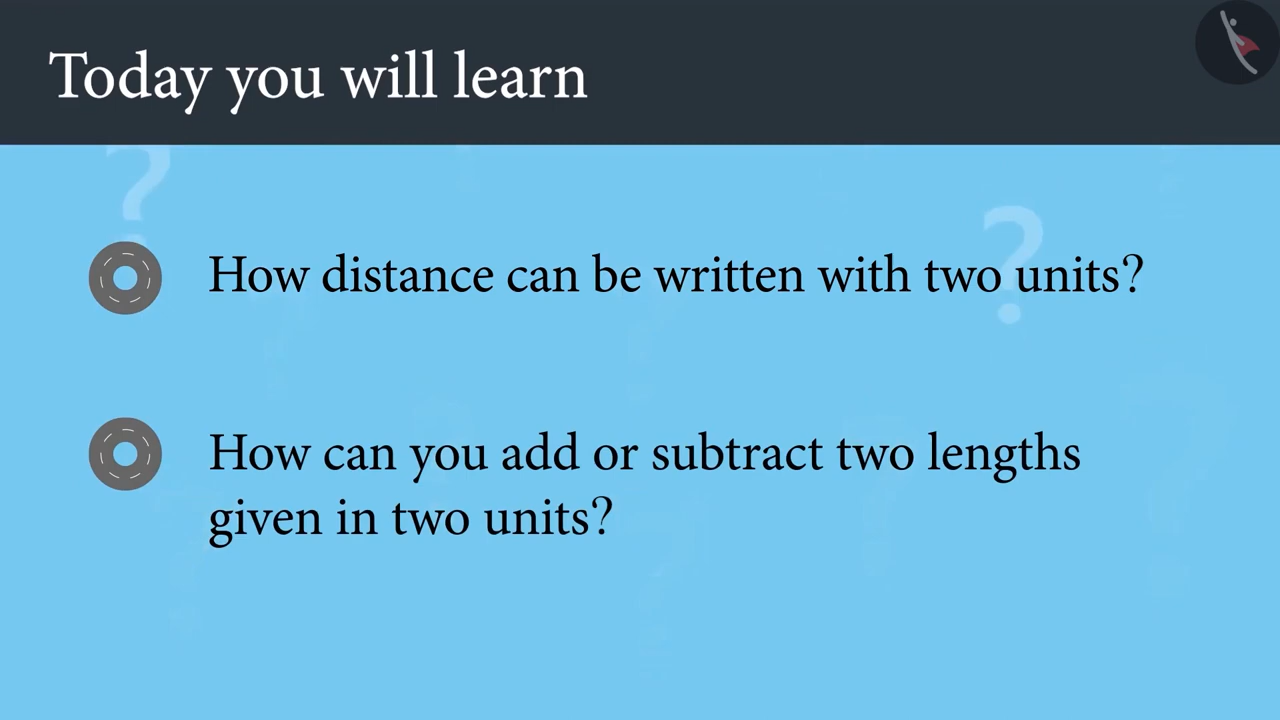 Today you will learn
How distance can be written with two units?
How can you add or subtract two lengths
given in two units?